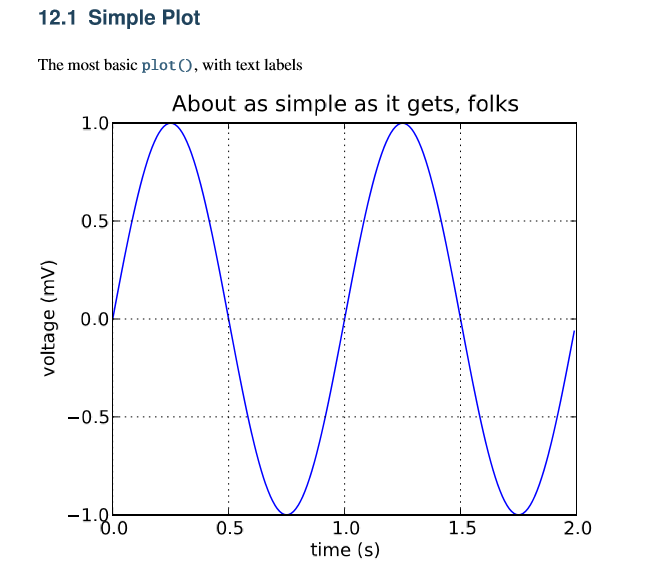 12.1 Simple Plot
The most basic plot(), with text labels
About as simple as it gets, folks
1.0
0.5
0.0
−0.5
−1.0
voltage (mV)
0.0 0.5 1.0 1.5 2.0
time (s)